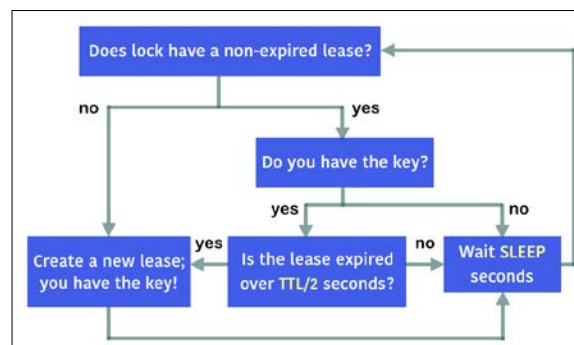 Does lock have a non-expired lease?
no
yes
Do you have the key?
yes
no
Create a new lease;
you have the key!
yes
Is the lease expired
over TTL/2 seconds?
no
Wait SLEEP
seconds